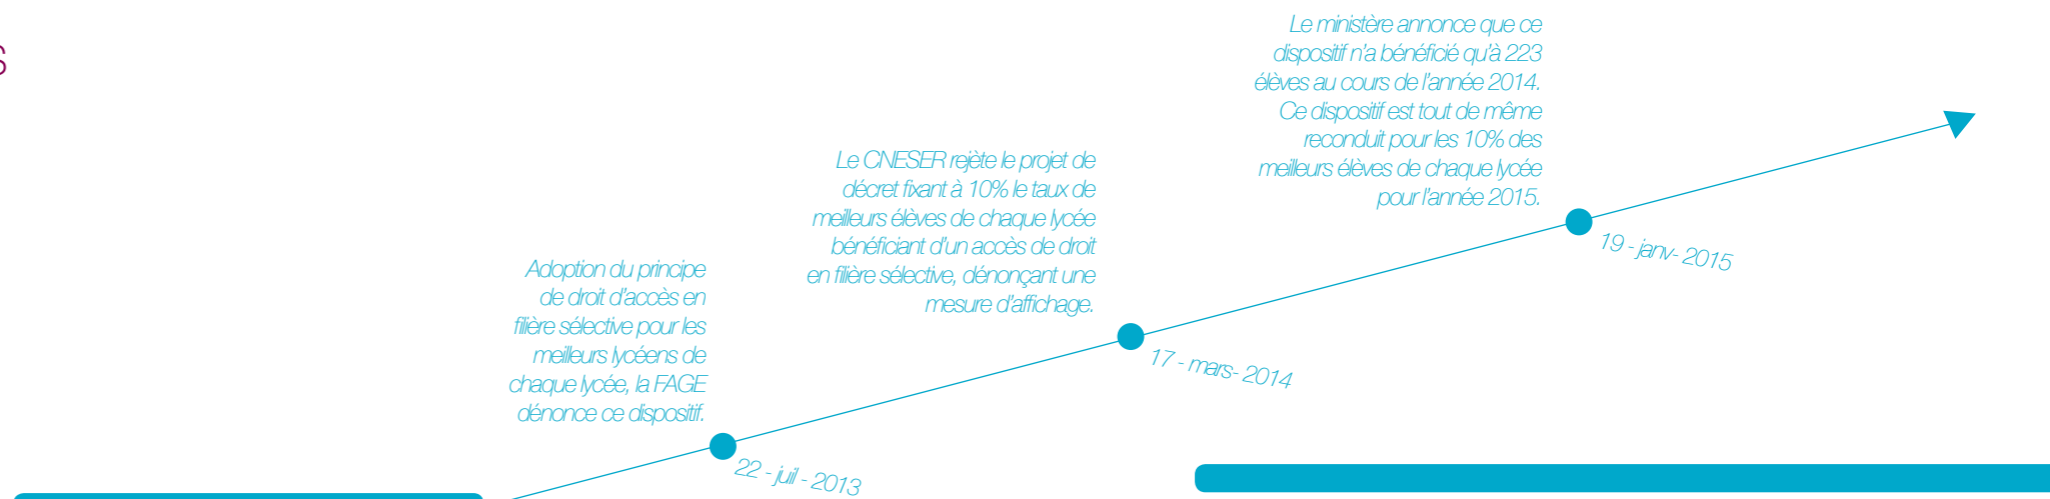 S
Le ministère annonce que ce
dispositif n'a bénéficié qu'à 223
élèves au cours de l'année 2014.
Ce dispositif est tout de même
reconduit pour les 10% des
meilleurs élèves de chaque lycée
pour l'année 2015.
19 - janv- 2015
Le CNESER rejète le projet de
décret fixant à 10% le taux de
meilleurs élèves de chaque lycée
bénéficiant d'un accès de droit
en filière sélective, dénonçant une
mesure d'affichage.
17 - mars- 2014
Adoption du principe
de droit d'accès en
filière sélective pour les
meilleurs lycéens de
chaque lycée, la FAGE
dénonce ce dispositif.
22 - juil - 2013